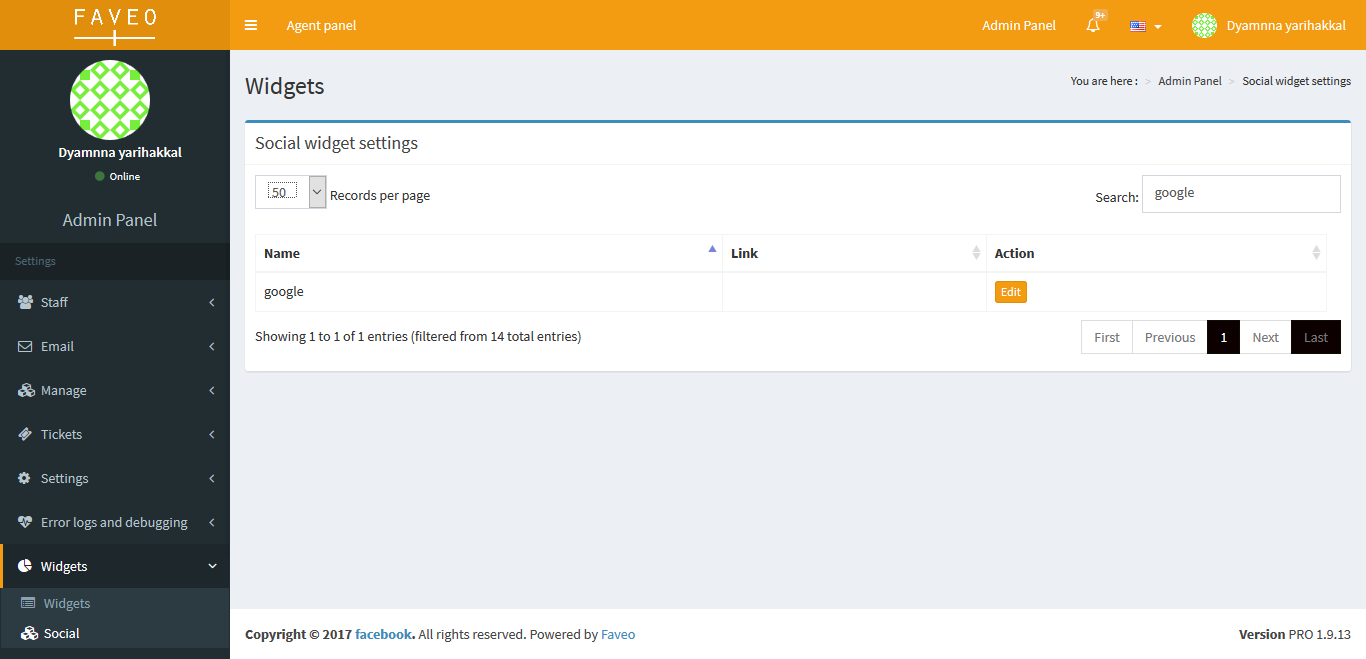 FAVEO
Agent panel
Admin Panel
9+
Dyamnna yarihakkal
Dyamnna yarihakkal
Online
Admin Panel
Settings
Staff
Email
Manage
Tickets
Settings
Error logs and debugging
Widgets
Widgets
Social
Widgets
You are here : > Admin Panel > Social widget settings
Social widget settings
50 Records per page
Search: google
Name Link Action
google Edit
Showing 1 to 1 of 1 entries (filtered from 14 total entries)
First Previous 1 Next Last
Copyright © 2017 facebook. All rights reserved. Powered by Faveo
Version PRO 1.9.13